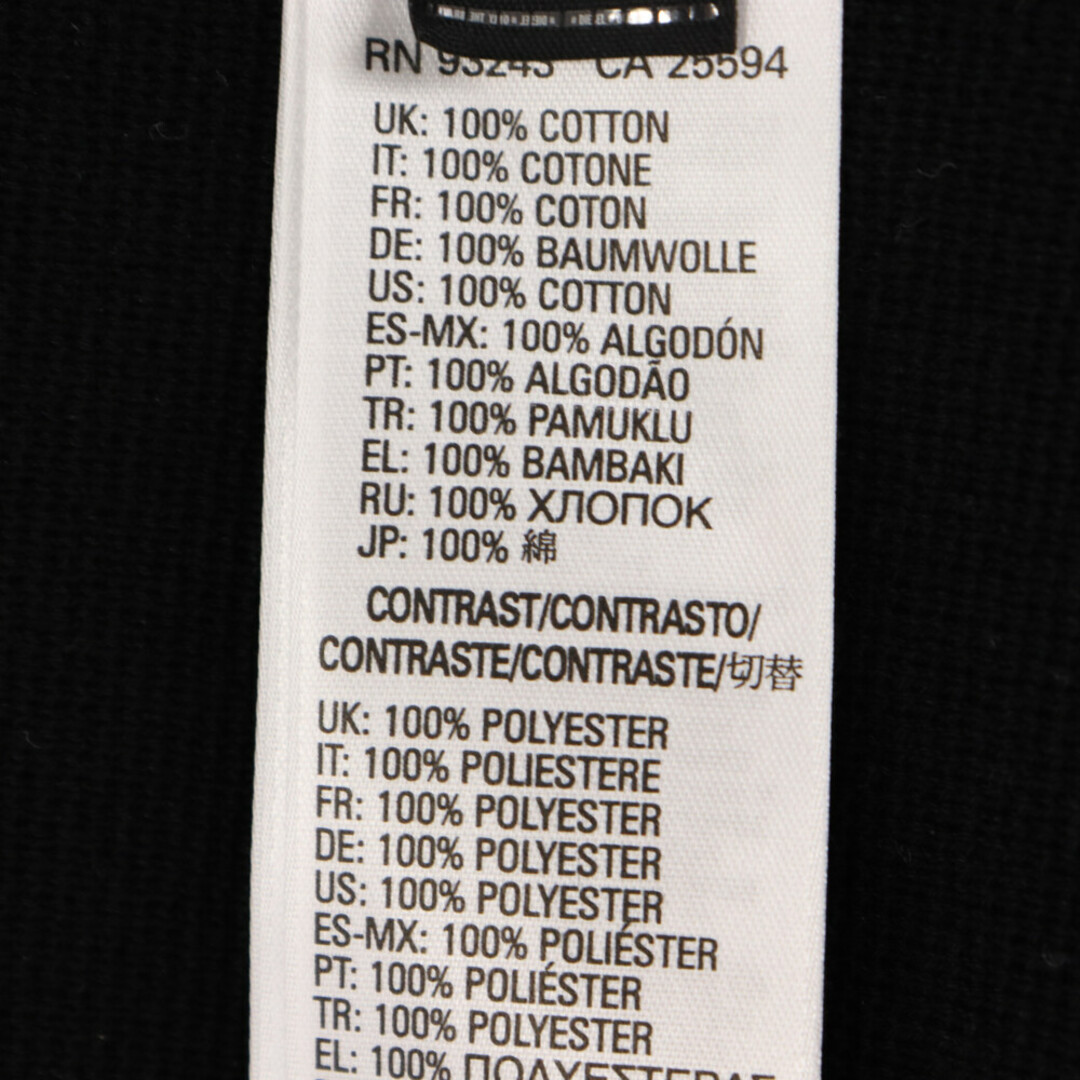 RN 93243 CA 25594
UK: 100% COTTON
IT: 100% COTONE
FR: 100% COTON
DE: 100% BAUMWOLLE
US: 100% COTTON
ES-MX: 100% ALGODÓN
PT: 100% ALGODÃO
TR: 100% PAMUKLU
EL: 100% BAMBAKI
RU: 100% ХЛОПОК
JP: 100% 綿
CONTRAST/CONTRASTO/
CONTRASTE/CONTRASTE/切替
UK: 100% POLYESTER
IT: 100% POLIESTERE
FR: 100% POLYESTER
DE: 100% POLYESTER
US: 100% POLYESTER
ES-MX: 100% POLIÉSTER
PT: 100% POLIÉSTER
TR: 100% POLYESTER
EL: 100%